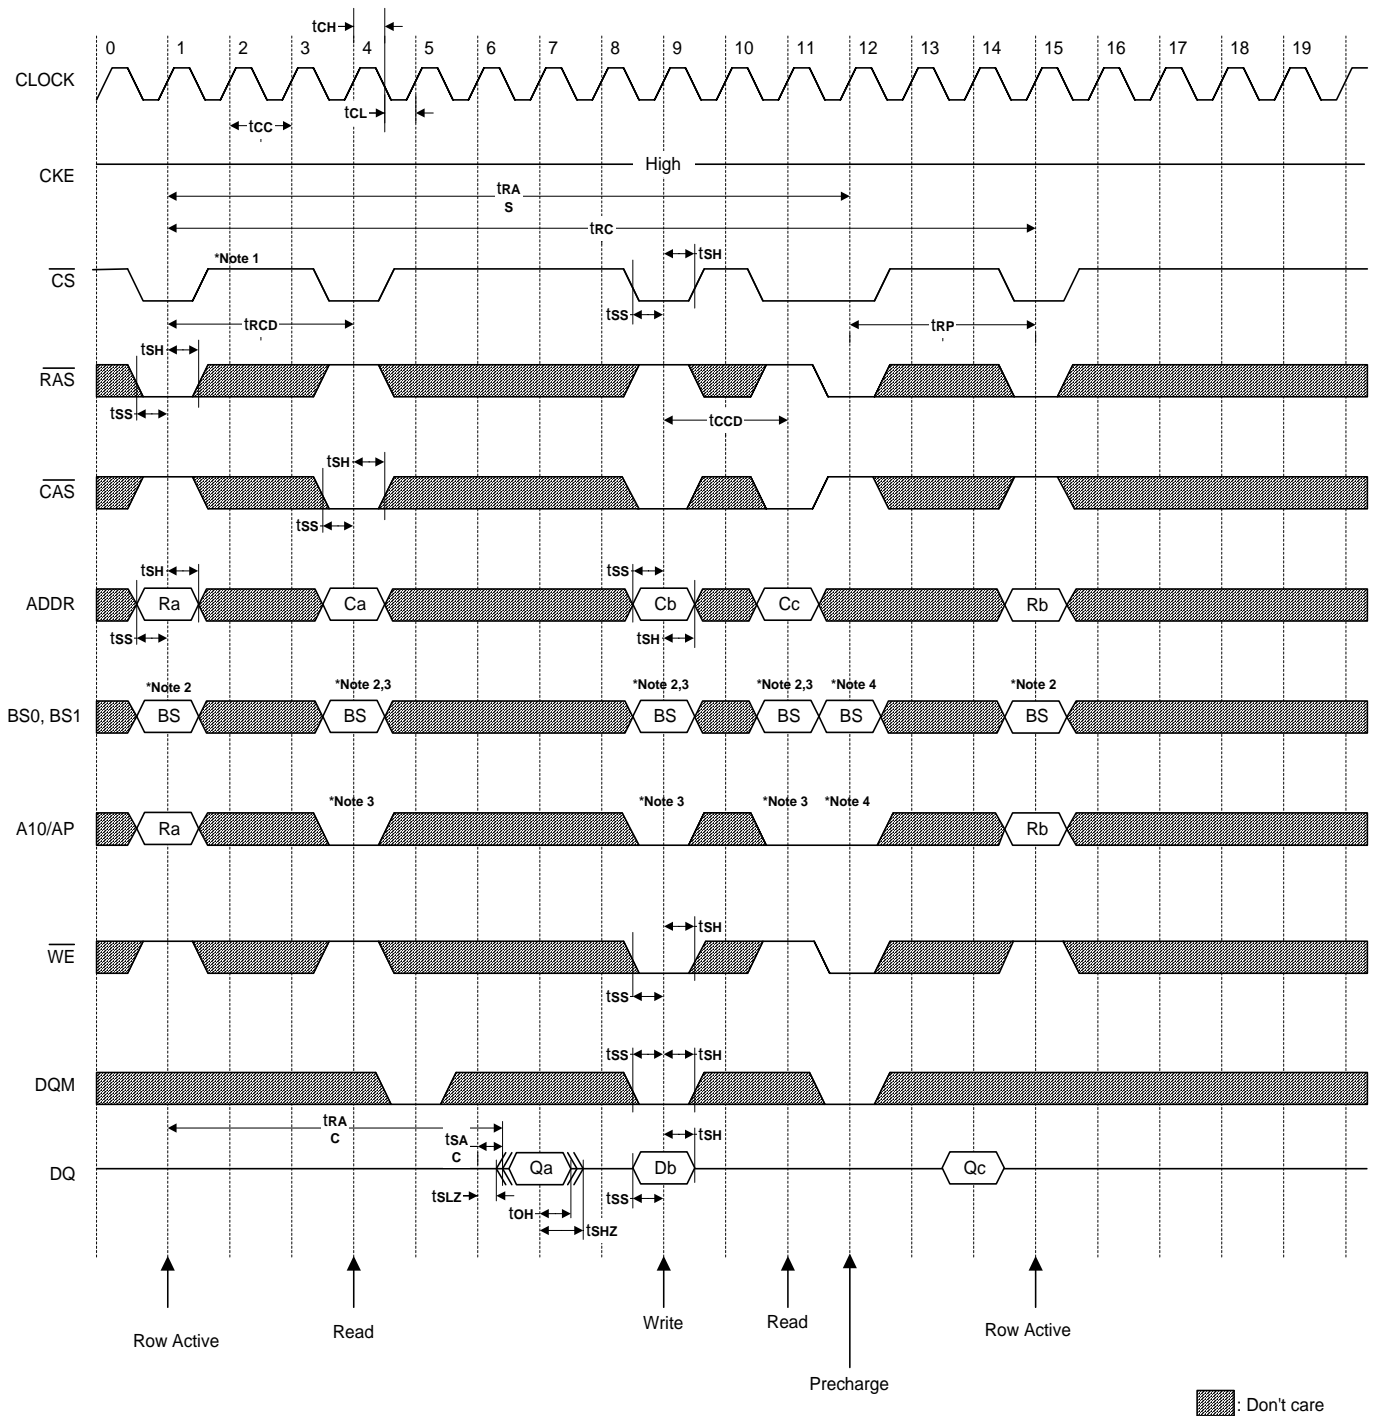 tCH
0 1 2 3 4 5 6 7 8 9 10 11 12 13 14 15 16 17 18 19
CLOCK
tCL
tCC
High
CKE
tRA
S
tRC
*Note 1
tSH
CS
tSS
tRCD
tRP
tSH
RAS
tSS
tCCD
tSH
CAS
tSS
tSH
tSS
ADDR
Ra Ca Cb Cc Rb
tSS
tSH
*Note 2 *Note 2,3 *Note 2,3 *Note 2,3 *Note 4 *Note 2
BS0, BS1
BS BS BS BS BS BS
*Note 3 *Note 3 *Note 3 *Note 4
A10/AP
Ra Rb
tSH
WE
tSS
tSS tSH
DQM
tRA
C
tSA
C
tSH
DQ
Qa Db Qc
tSLZ
tSS
tOH
tSHZ
Row Active
Read
Write
Read
Row Active
Precharge
: Don't care